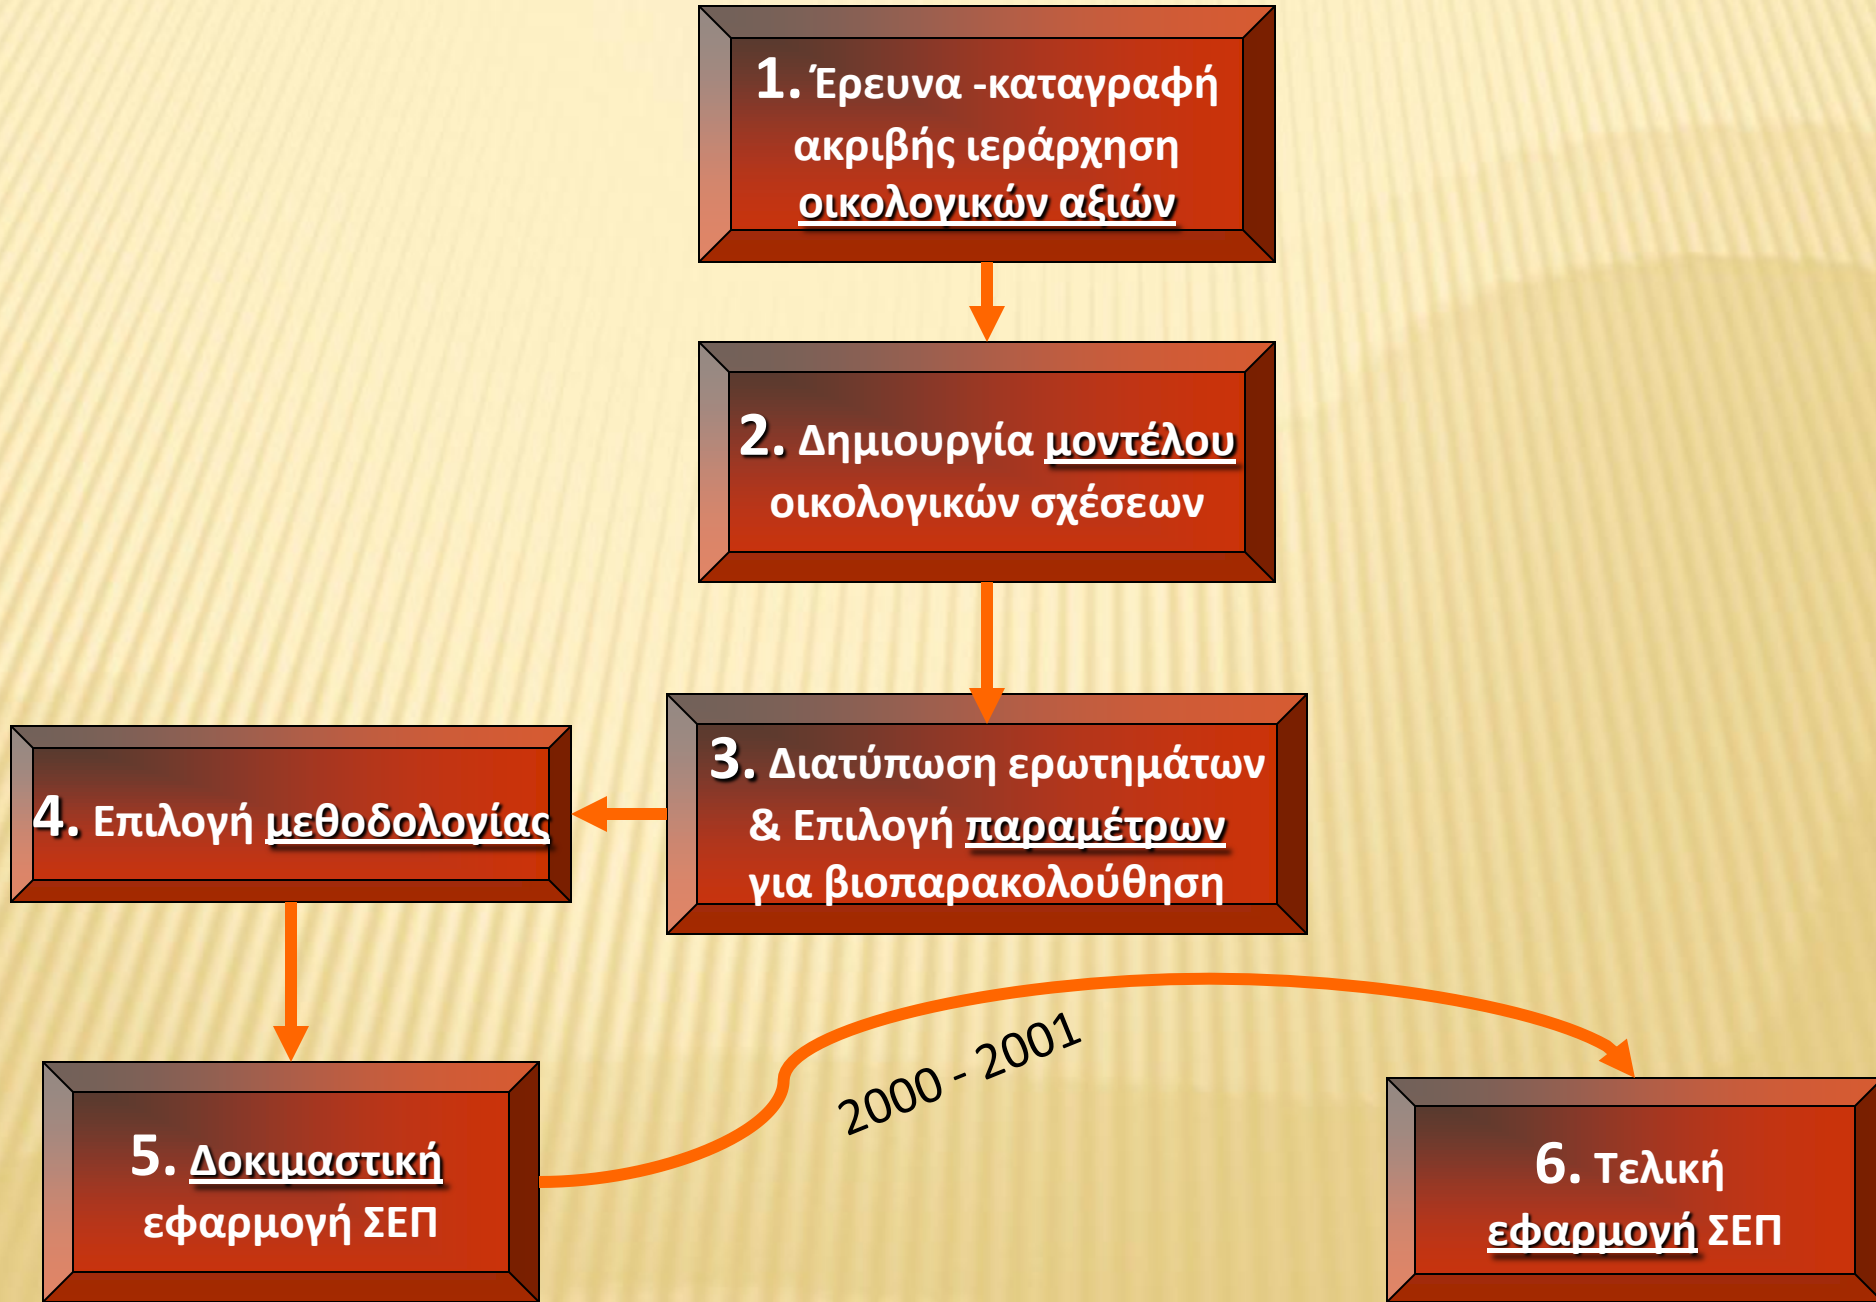 1. Έρευνα -καταγραφή
ακριβής ιεράρχηση
οικολογικών αξιών
2. Δημιουργία μοντέλου
οικολογικών σχέσεων
3. Διατύπωση ερωτημάτων
& Επιλογή παραμέτρων
για βιοπαρακολούθηση
4. Επιλογή μεθοδολογίας
2000 - 2001
5. Δοκιμαστική
εφαρμογή ΣΕΠ
6. Τελική
εφαρμογή ΣΕΠ